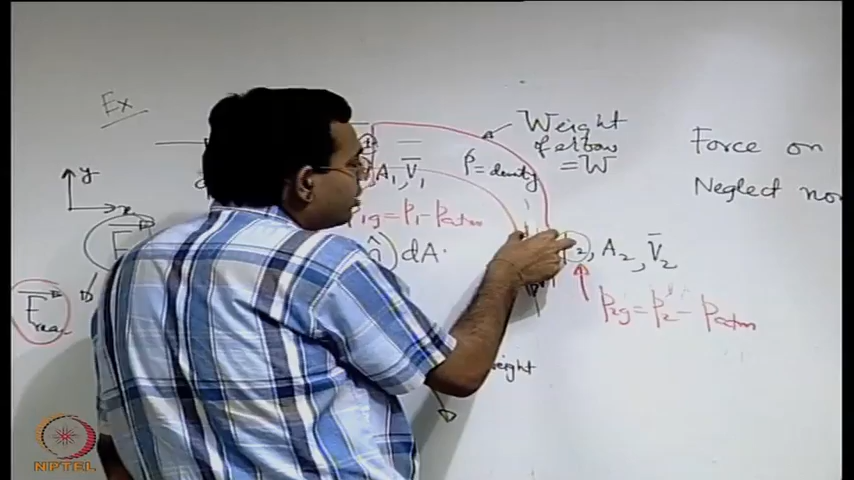 Ex
Weight
of elbow
= W
Force on
Neglect
ρ = density
y
x
A₁, V̄₁
P₁g = P₁ - Patm
n̂) dA.
P₂, A₂, V̄₂
P₂g = P₂ - Patm
weight
NPTEL